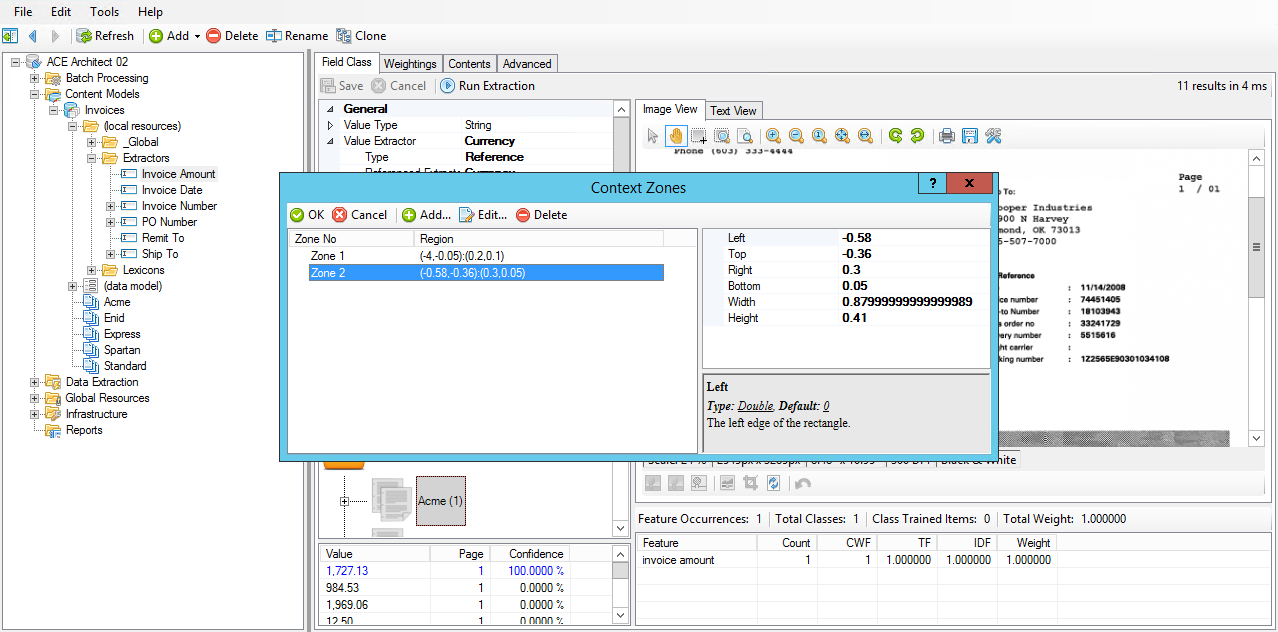 File Edit Tools Help
Refresh Add Delete Rename Clone
ACE Architect 02
Batch Processing
Content Models
Invoices
(local resources)
_Global
Extractors
Invoice Amount
Invoice Date
Invoice Number
PO Number
Remit To
Ship To
Lexicons
(data model)
Acme
Enid
Express
Spartan
Standard
Data Extraction
Global Resources
Infrastructure
Reports
Field Class Weightings Contents Advanced
Save Cancel Run Extraction 11 results in 4 ms
General
Value Type String
Value Extractor Currency
Type Reference
Image View Text View
Phone (603) 333-4444
Page
1 / 01
To:
ooper Industries
900 N Harvey
mond, OK 73013
5-507-7000
Reference
: 11/14/2008
ice number : 74451405
-to Number : 18103943
s order no : 33241729
very number : 5515616
ht carrier :
king number : 1Z2565E90301034108
Context Zones ? x
OK Cancel Add... Edit... Delete
Zone No Region
Zone 1 (-4,-0.05):(0.2,0.1)
Zone 2 (-0.58,-0.36):(0.3,0.05)
Left -0.58
Top -0.36
Right 0.3
Bottom 0.05
Width 0.87999999999999989
Height 0.41
Left
Type: Double, Default: 0
The left edge of the rectangle.
Black & White
Acme (1)
Value Page Confidence
1,727.13 1 100.0000 %
984.53 1 0.0000 %
1,969.06 1 0.0000 %
12.50 1 0.0000 %
Feature Occurrences: 1 Total Classes: 1 Class Trained Items: 0 Total Weight: 1.000000
Feature Count CWF TF IDF Weight
invoice amount 1 1 1.000000 1.000000 1.000000